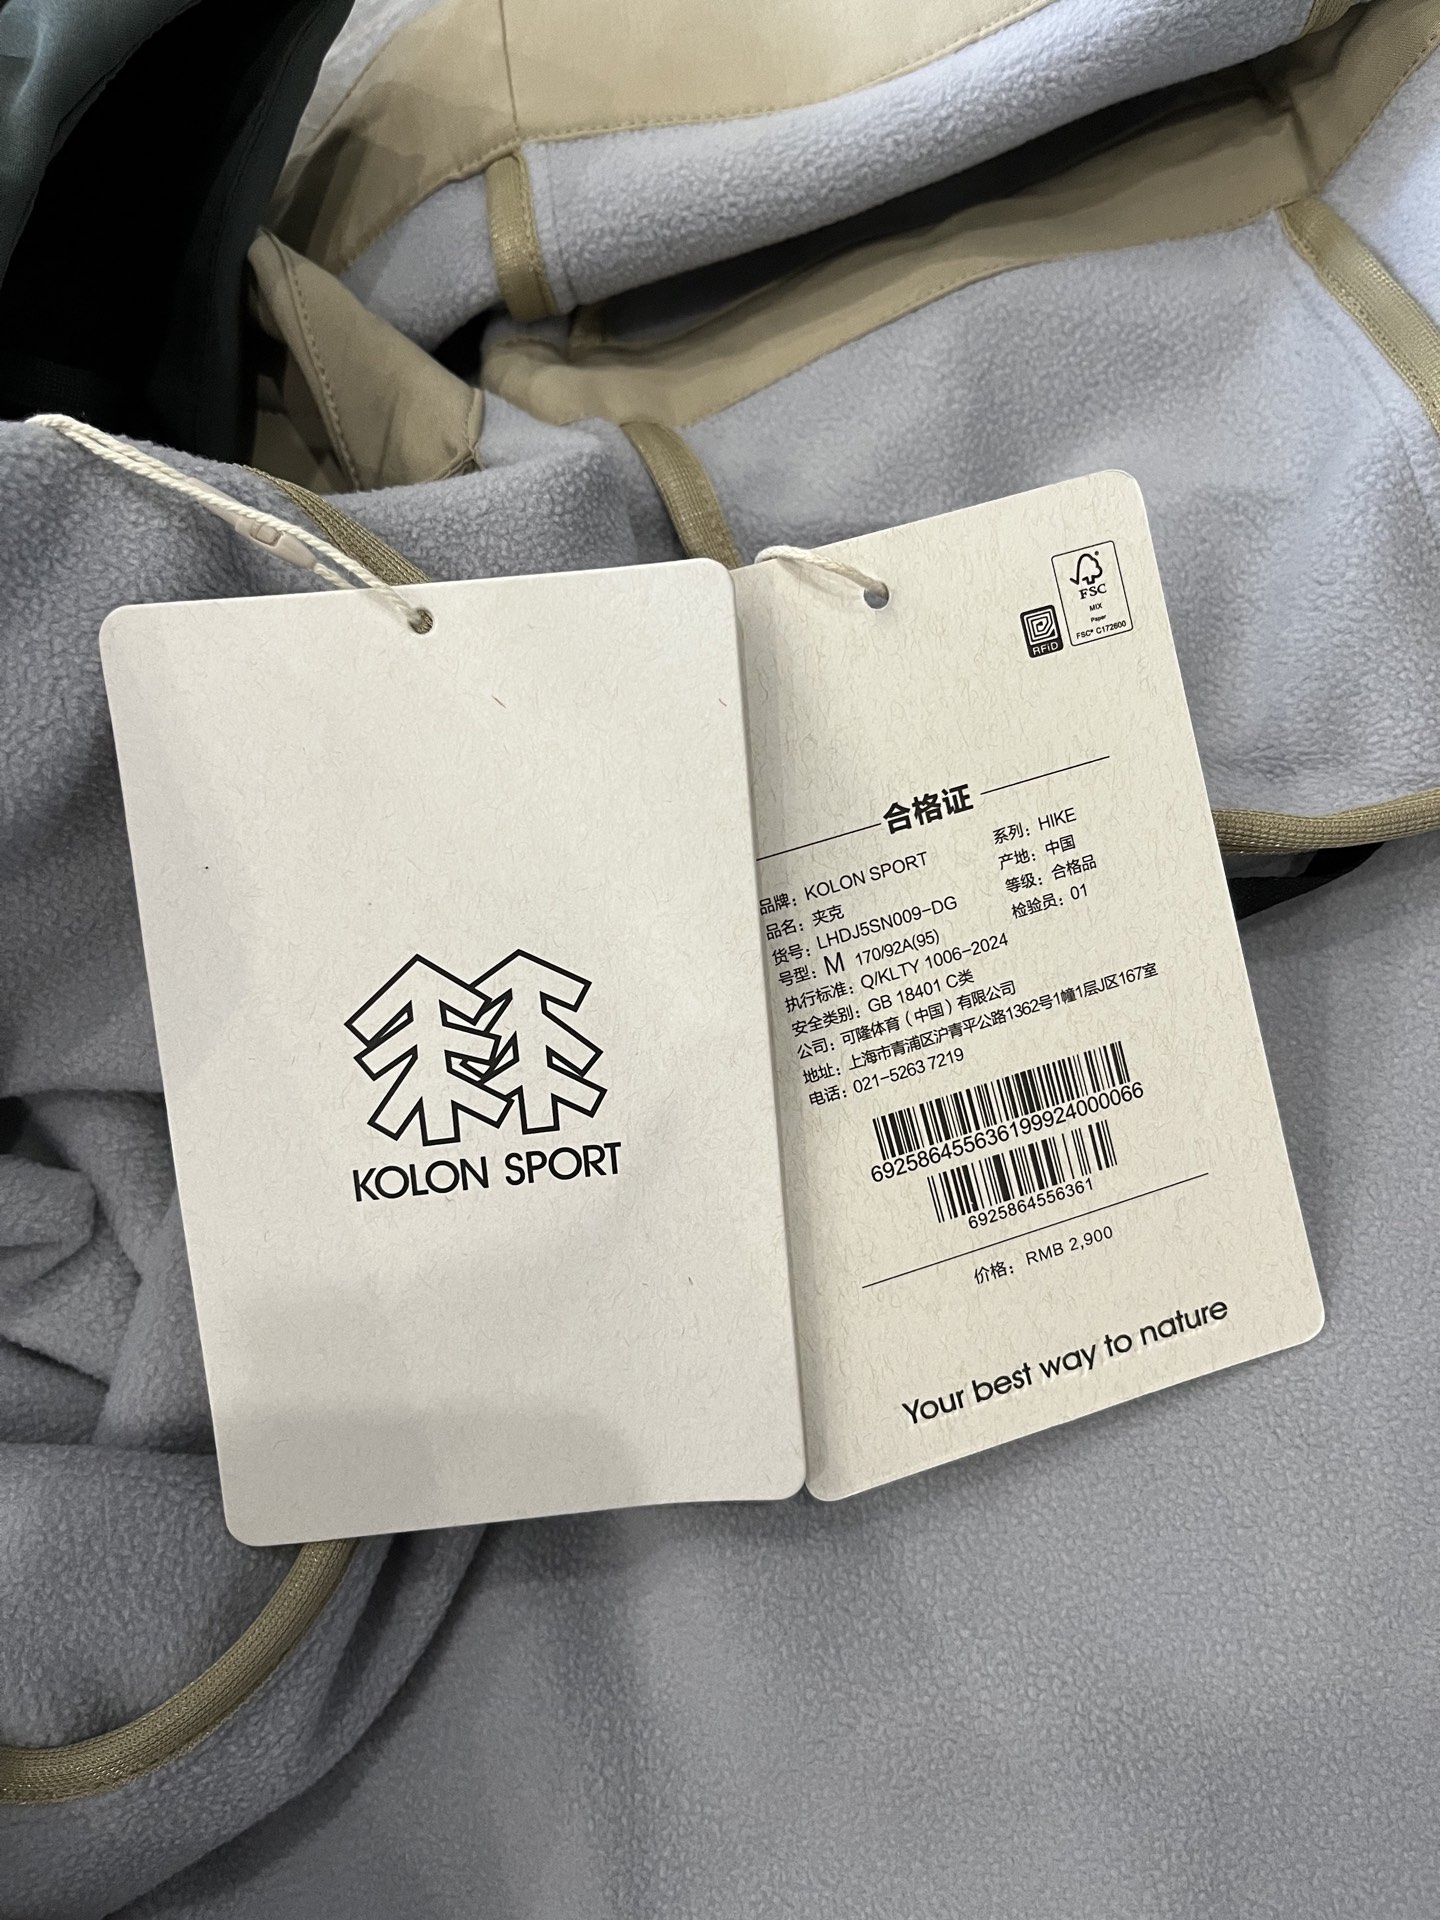 KOLON SPORT
FSC
MIX
Paper
FSC® C172600
RFID
合格证
品牌：KOLON SPORT
系列：HIKE
品名：夹克
产地：中国
货号：LHDJ5SN009-DG
等级：合格品
号型：M 170/92A(95)
检验员：01
执行标准：Q/KLTY 1006-2024
安全类别：GB 18401 C类
公司：可隆体育（中国）有限公司
地址：上海市青浦区沪青平公路1362号1幢1层J区167室
电话：021-5263 7219
692586455636199924000066
6925864556361
价格：RMB 2,900
Your best way to nature